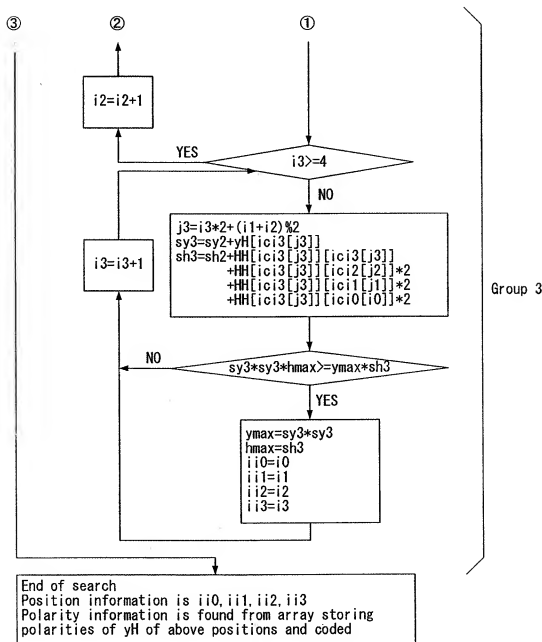 ③ ② ①
i2=i2+1
YES
i3>=4
NO
j3=i3*2+(i1+i2)%2
sy3=sy2+yH[ici3[j3]]
sh3=sh2+HH[ici3[j3]][ici3[j3]]
+HH[ici3[j3]][ici2[j2]]*2
+HH[ici3[j3]][ici1[j1]]*2
+HH[ici3[j3]][ici0[i0]]*2
i3=i3+1
Group 3
NO
sy3*sy3*hmax>=ymax*sh3
YES
ymax=sy3*sy3
hmax=sh3
ii0=i0
ii1=i1
ii2=i2
ii3=i3
End of search
Position information is ii0,ii1,ii2,ii3
Polarity information is found from array storing
polarities of yH of above positions and coded